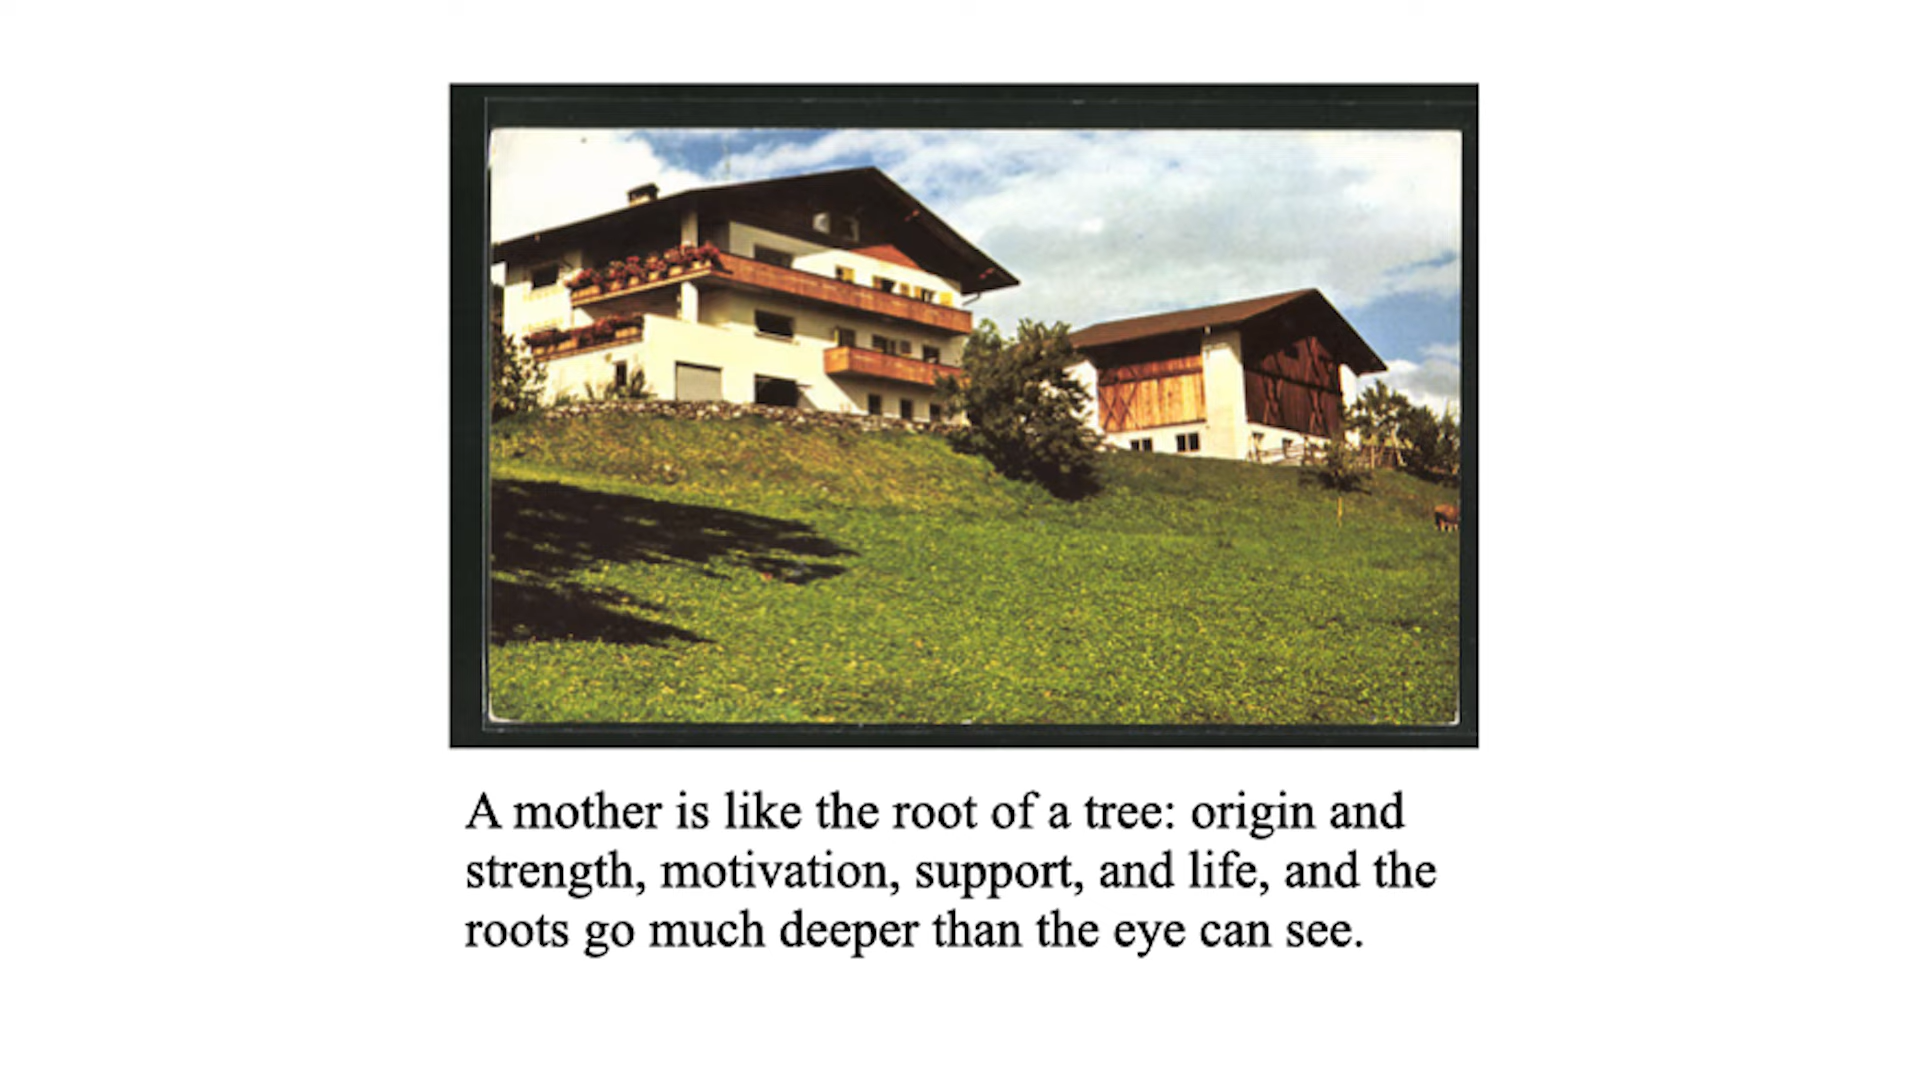 A mother is like the root of a tree: origin and
strength, motivation, support, and life, and the
roots go much deeper than the eye can see.